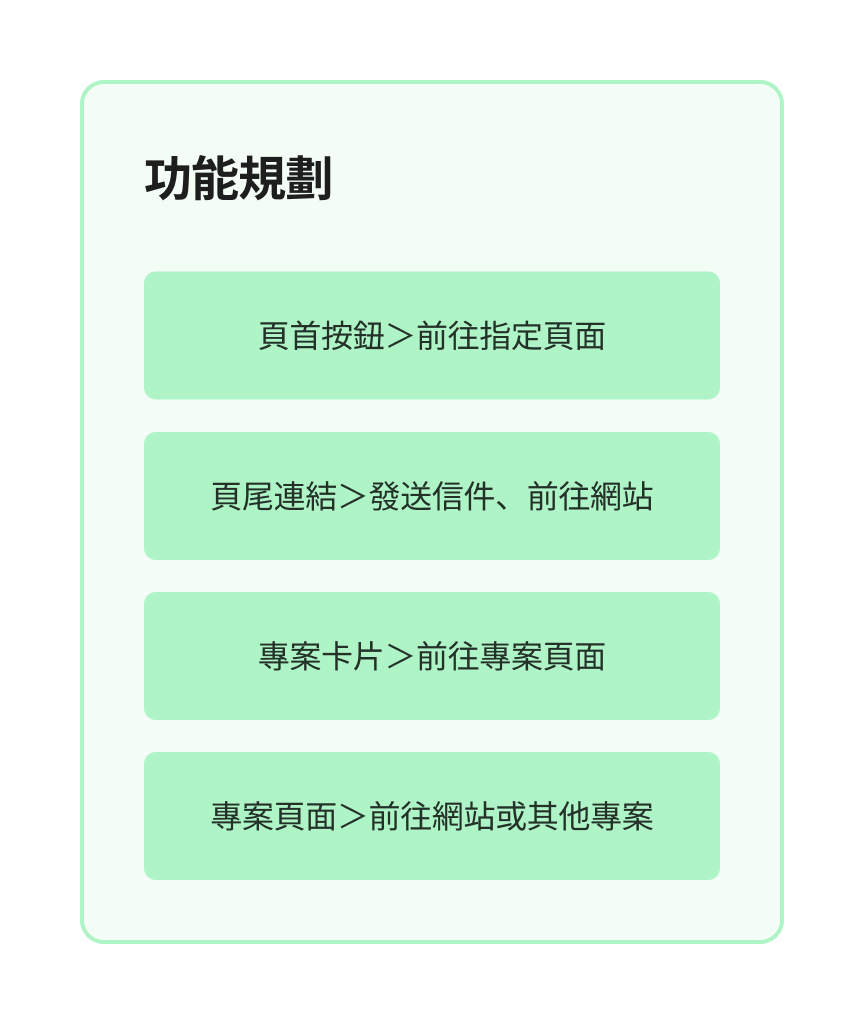 功能規劃
頁首按鈕＞前往指定頁面
頁尾連結＞發送信件、前往網站
專案卡片＞前往專案頁面
專案頁面＞前往網站或其他專案